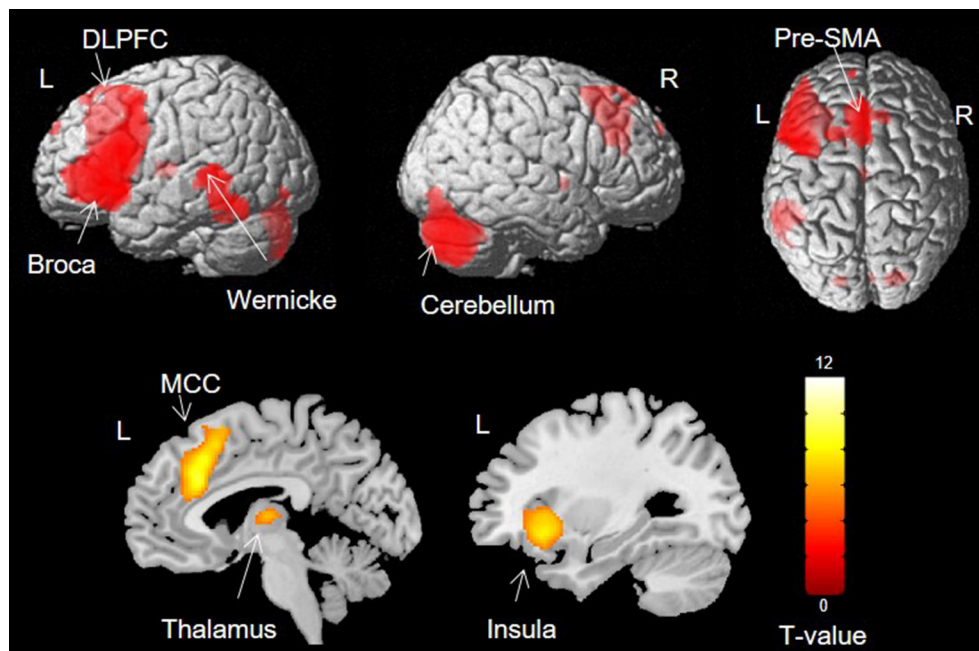 DLPFC
L
Broca
Wernicke
R
Cerebellum
Pre-SMA
L
R
MCC
L
Thalamus
L
Insula
12
0
T-value